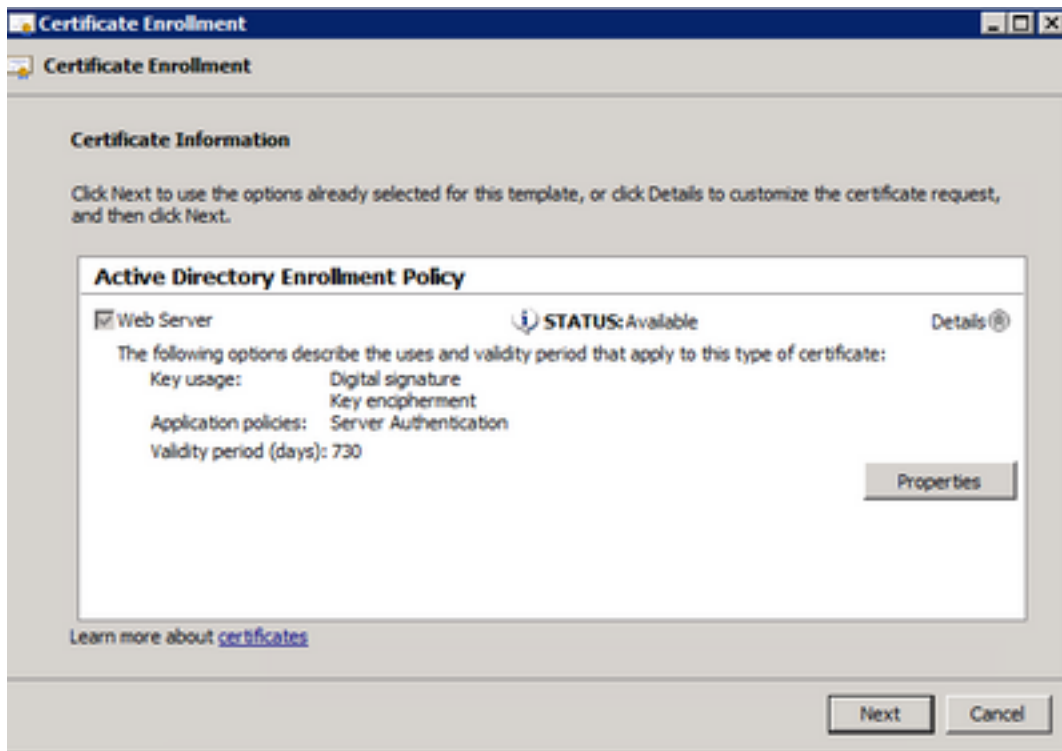 Certificate Enrollment
Certificate Enrollment
Certificate Information
Click Next to use the options already selected for this template, or click Details to customize the certificate request,
and then click Next.
Active Directory Enrollment Policy
Web Server STATUS: Available Details
The following options describe the uses and validity period that apply to this type of certificate:
Key usage: Digital signature
Key encipherment
Application policies: Server Authentication
Validity period (days): 730
Properties
Learn more about certificates
Next Cancel